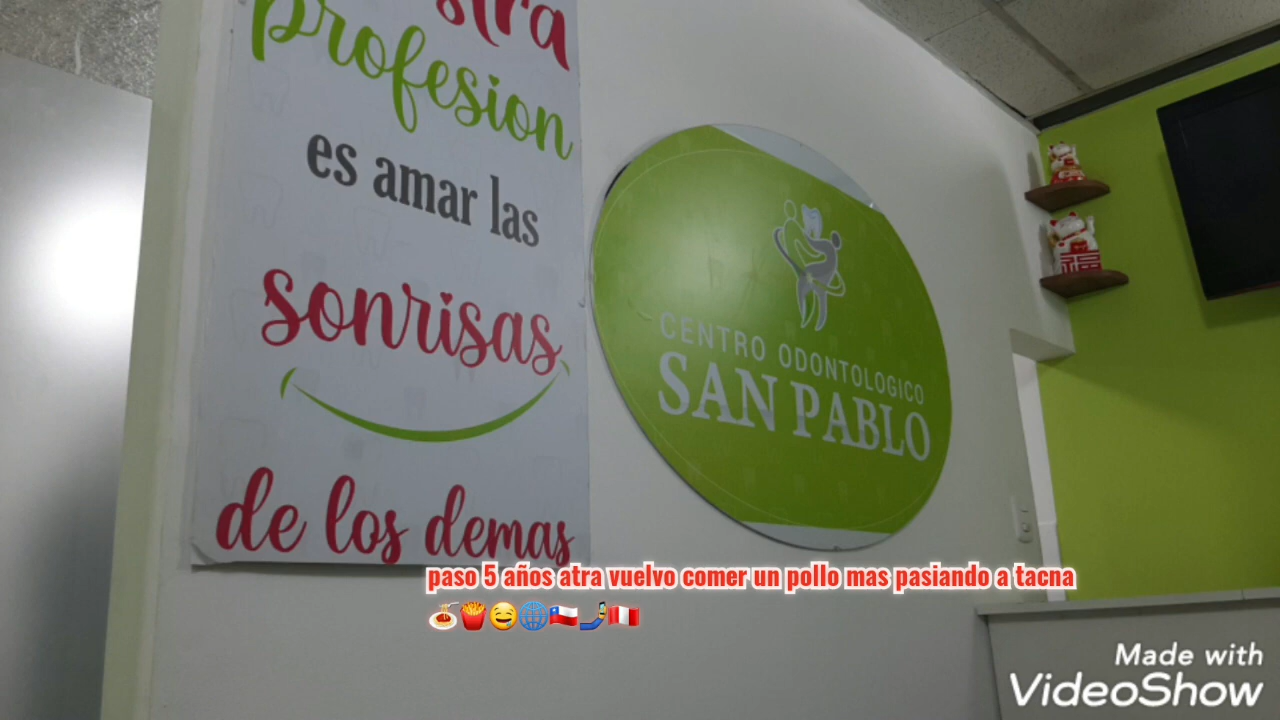 profesion
es amar las
sonrisas
de los demas
CENTRO ODONTOLOGICO
SAN PABLO
福
paso 5 años atra vuelvo comer un pollo mas pasiando a tacna
🍝🍟🤤🌐🇨🇱🤳🇵🇪
Made with
VideoShow